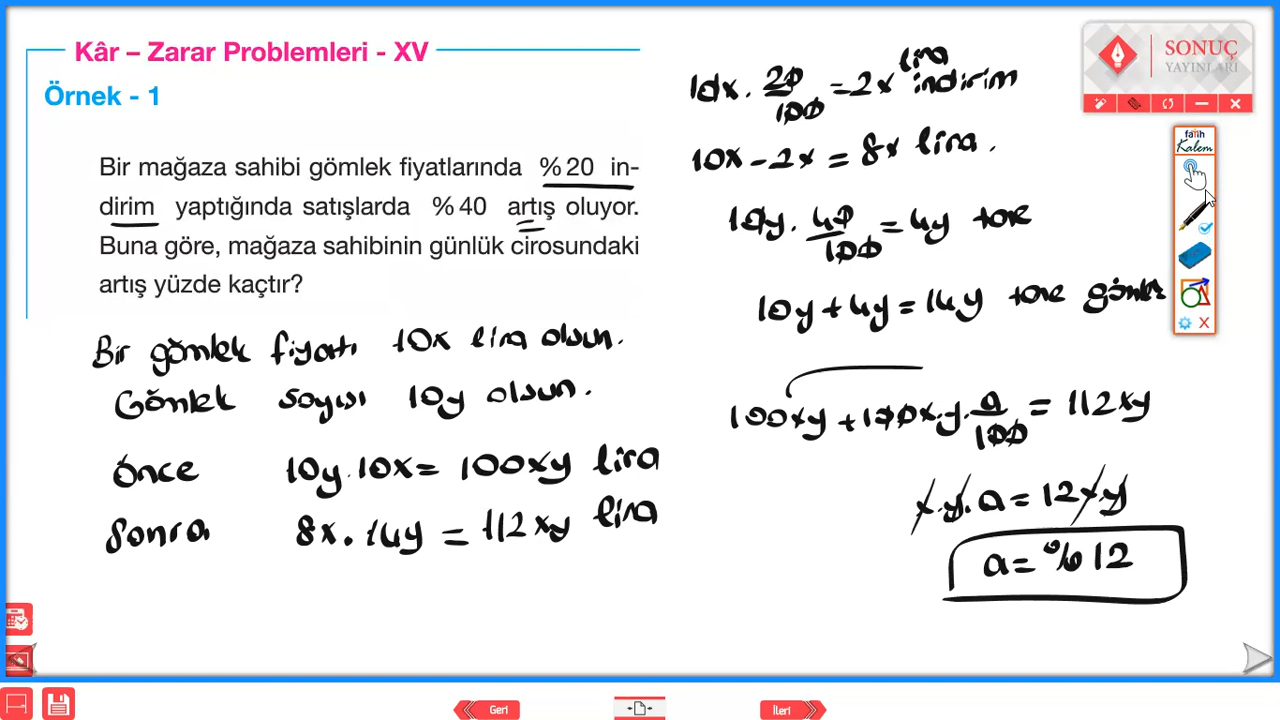 Kâr – Zarar Problemleri - XV
Örnek - 1
Bir mağaza sahibi gömlek fiyatlarında %20 in-
dirim yaptığında satışlarda %40 artış oluyor.
Buna göre, mağaza sahibinin günlük cirosundaki
artış yüzde kaçtır?
Bir gömlek fiyatı 10x lira olsun.
Gömlek sayısı 10y olsun.
Önce 10y.10x = 100xy lira
Sonra 8x.14y = 112xy lira
10x . 20/100 = 2x lira indirim
10x - 2x = 8x lira.
10y . 40/100 = 4y tane
10y + 4y = 14y tane gömlek
100xy + 100x.y. a/100 = 112xy
x.y.a = 12x.y
a = %12
SONUÇ
YAYINLARI
fatih
Kalem
Geri
İleri